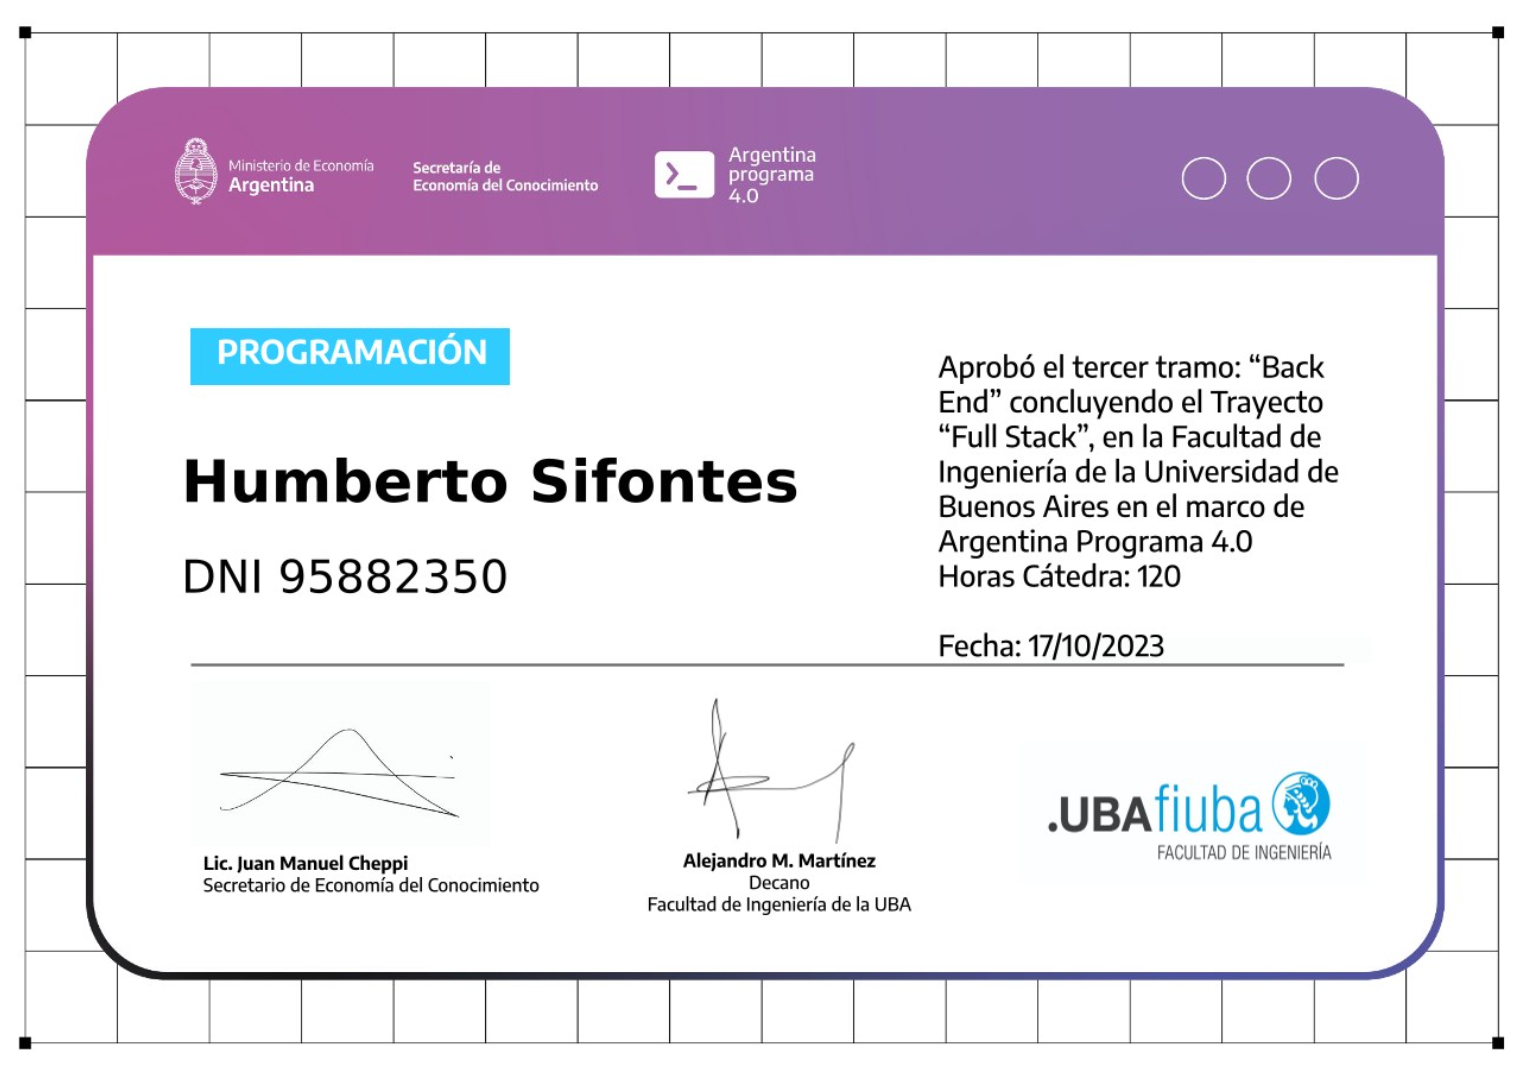 Ministerio de Economía
Argentina
Secretaría de
Economía del Conocimiento
Argentina
programa
4.0
PROGRAMACIÓN
Humberto Sifontes
DNI 95882350
Aprobó el tercer tramo: “Back
End” concluyendo el Trayecto
“Full Stack”, en la Facultad de
Ingeniería de la Universidad de
Buenos Aires en el marco de
Argentina Programa 4.0
Horas Cátedra: 120
Fecha: 17/10/2023
Lic. Juan Manuel Cheppi
Secretario de Economía del Conocimiento
Alejandro M. Martínez
Decano
Facultad de Ingeniería de la UBA
.UBAfiuba
FACULTAD DE INGENIERÍA